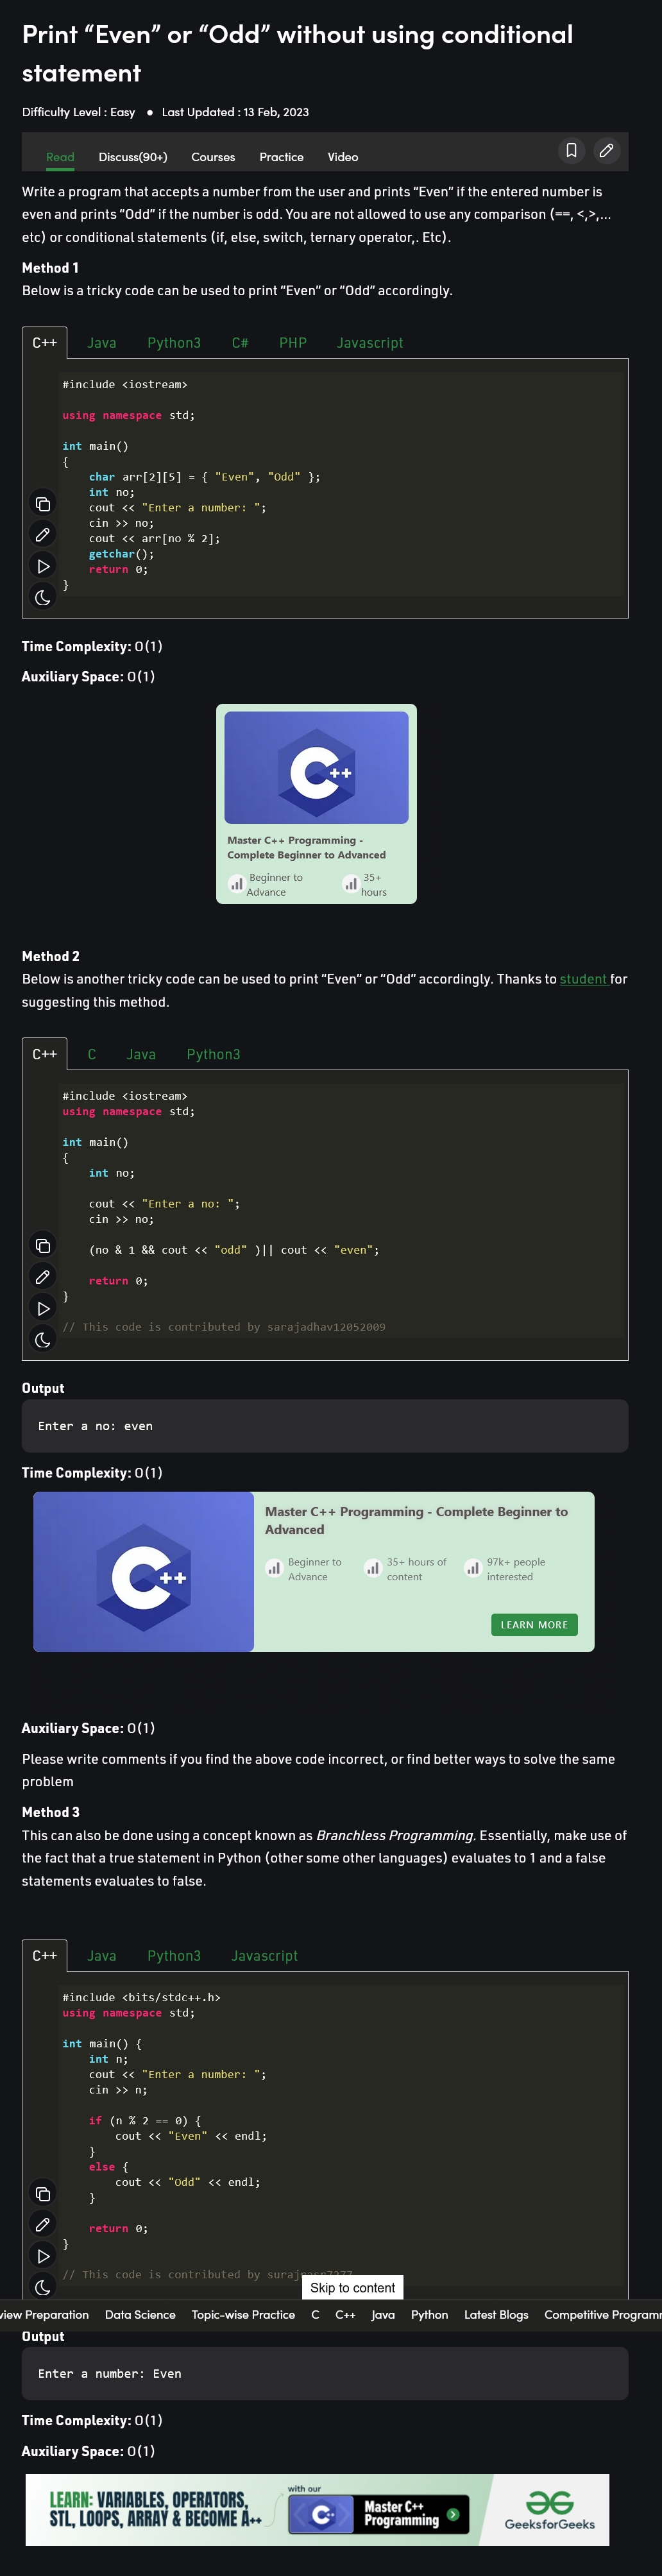 Print “Even” or “Odd” without using conditional
statement
Difficulty Level : Easy ● Last Updated : 13 Feb, 2023
Read Discuss(90+) Courses Practice Video
Write a program that accepts a number from the user and prints “Even” if the entered number is
even and prints “Odd” if the number is odd. You are not allowed to use any comparison (==, <,>,…
etc) or conditional statements (if, else, switch, ternary operator,. Etc).
Method 1
Below is a tricky code can be used to print “Even” or “Odd” accordingly.
C++ Java Python3 C# PHP Javascript
#include <iostream>
using namespace std;
int main()
{
    char arr[2][5] = { "Even", "Odd" };
    int no;
    cout << "Enter a number: ";
    cin >> no;
    cout << arr[no % 2];
    getchar();
    return 0;
}
Time Complexity: O(1)
Auxiliary Space: O(1)
C++
Master C++ Programming -
Complete Beginner to Advanced
Beginner to 35+
Advance hours
Method 2
Below is another tricky code can be used to print “Even” or “Odd” accordingly. Thanks to student for
suggesting this method.
C++ C Java Python3
#include <iostream>
using namespace std;
int main()
{
    int no;
    cout << "Enter a no: ";
    cin >> no;
    (no & 1 && cout << "odd" )|| cout << "even";
    return 0;
}
// This code is contributed by sarajadhav12052009
Output
Enter a no: even
Time Complexity: O(1)
C++
Master C++ Programming - Complete Beginner to
Advanced
Beginner to 35+ hours of 97k+ people
Advance content interested
LEARN MORE
Auxiliary Space: O(1)
Please write comments if you find the above code incorrect, or find better ways to solve the same
problem
Method 3
This can also be done using a concept known as Branchless Programming. Essentially, make use of
the fact that a true statement in Python (other some other languages) evaluates to 1 and a false
statements evaluates to false.
C++ Java Python3 Javascript
#include <bits/stdc++.h>
using namespace std;
int main() {
    int n;
    cout << "Enter a number: ";
    cin >> n;
    if (n % 2 == 0) {
        cout << "Even" << endl;
    }
    else {
        cout << "Odd" << endl;
    }
    return 0;
}
// This code is contributed by
Skip to content
view Preparation Data Science Topic-wise Practice C C++ Java Python Latest Blogs Competitive Programm
Output
Enter a number: Even
Time Complexity: O(1)
Auxiliary Space: O(1)
LEARN: VARIABLES, OPERATORS,
STL, LOOPS, ARRAY & BECOME A++
with our
C++
Master C++
Programming
GeeksforGeeks